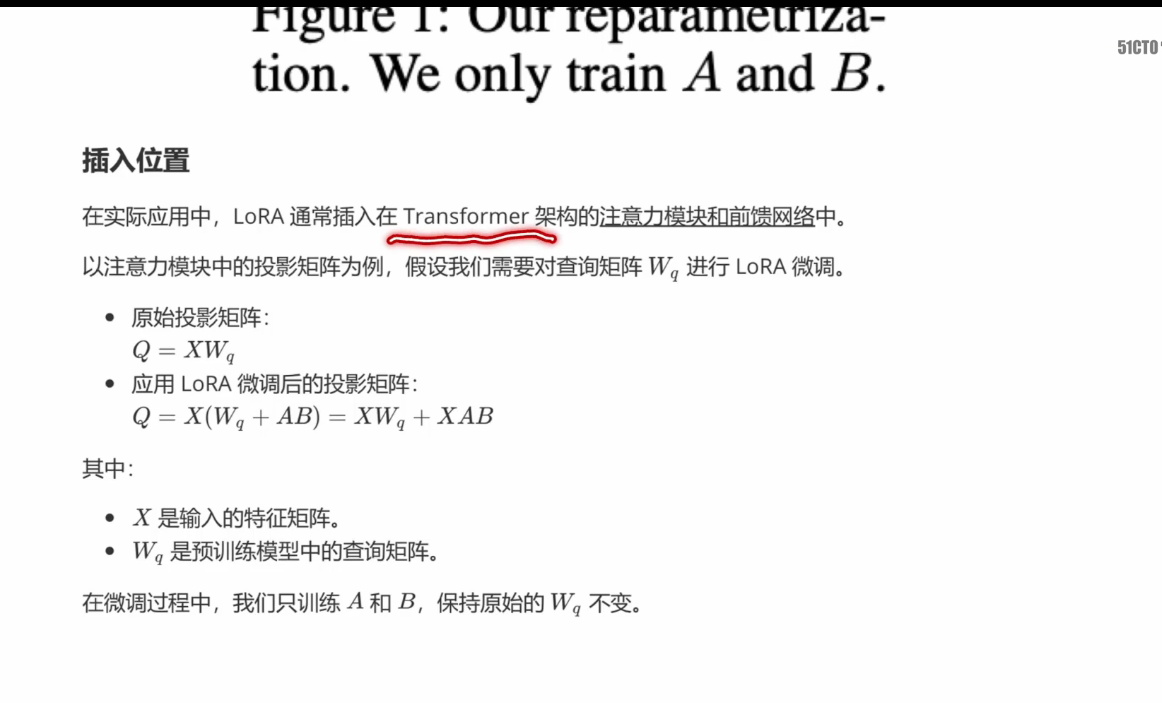 Figure 1: Our reparametriza-
tion. We only train A and B.
51CTO
插入位置
在实际应用中，LoRA 通常插入在 Transformer 架构的注意力模块和前馈网络中。
以注意力模块中的投影矩阵为例，假设我们需要对查询矩阵 W_q 进行 LoRA 微调。
• 原始投影矩阵：
Q = XW_q
• 应用 LoRA 微调后的投影矩阵：
Q = X(W_q + AB) = XW_q + XAB
其中：
• X 是输入的特征矩阵。
• W_q 是预训练模型中的查询矩阵。
在微调过程中，我们只训练 A 和 B，保持原始的 W_q 不变。